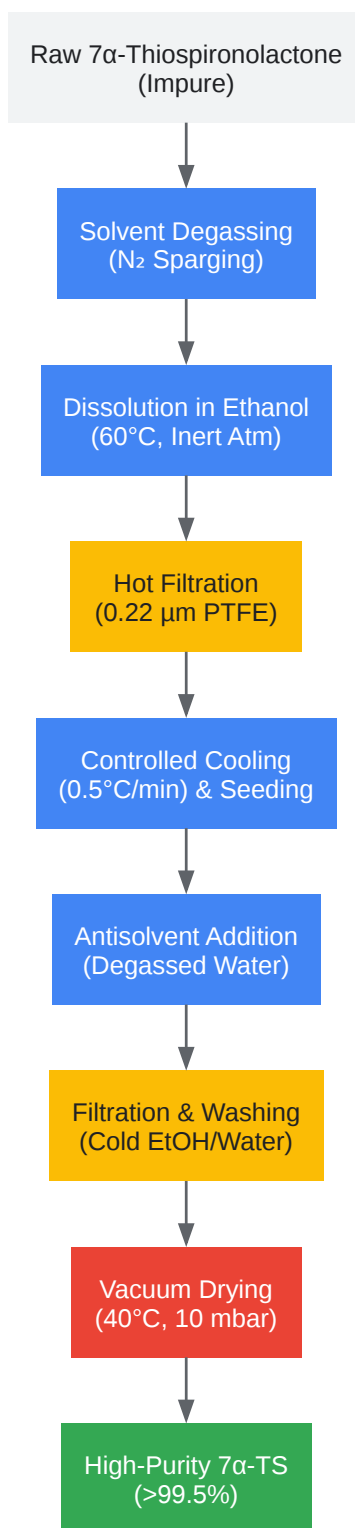 Raw 7α-Thiospironolactone
(Impure)
Solvent Degassing
(N₂ Sparging)
Dissolution in Ethanol
(60°C, Inert Atm)
Hot Filtration
(0.22 µm PTFE)
Controlled Cooling
(0.5°C/min) & Seeding
Antisolvent Addition
(Degassed Water)
Filtration & Washing
(Cold EtOH/Water)
Vacuum Drying
(40°C, 10 mbar)
High-Purity 7α-TS
(>99.5%)